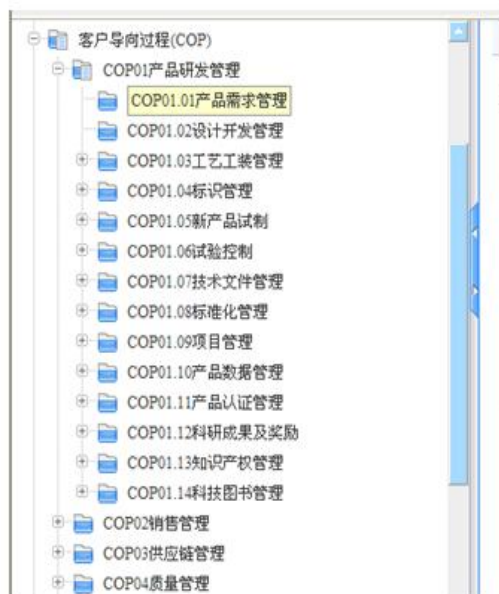 客户导向过程(COP)
COP01产品研发管理
COP01.01产品需求管理
COP01.02设计开发管理
COP01.03工艺工装管理
COP01.04标识管理
COP01.05新产品试制
COP01.06试验控制
COP01.07技术文件管理
COP01.08标准化管理
COP01.09项目管理
COP01.10产品数据管理
COP01.11产品认证管理
COP01.12科研成果及奖励
COP01.13知识产权管理
COP01.14科技图书管理
COP02销售管理
COP03供应链管理
COP04质量管理